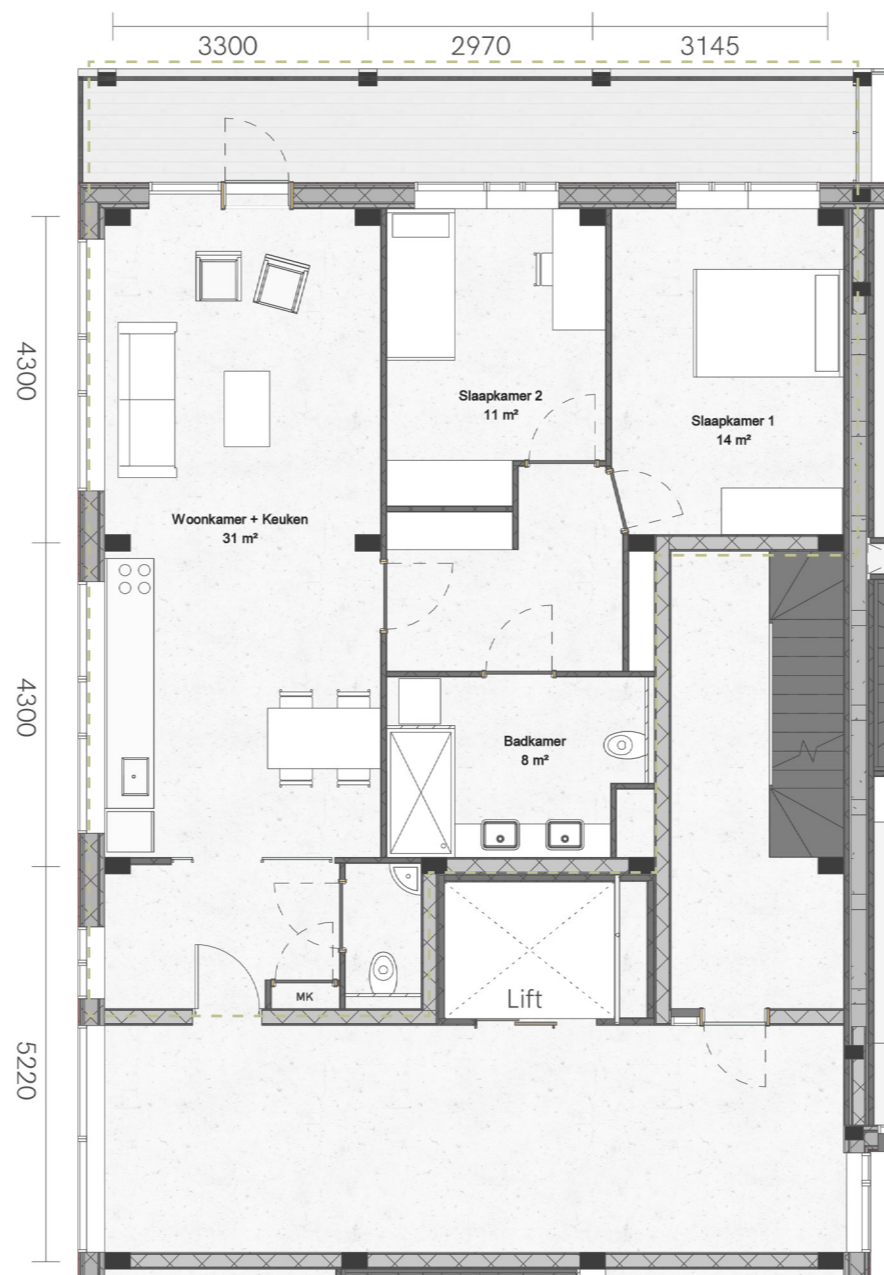 3300
2970
3145
4300
4300
5220
Slaapkamer 2
11 m²
Slaapkamer 1
14 m²
Woonkamer + Keuken
31 m²
Badkamer
8 m²
MK
Lift